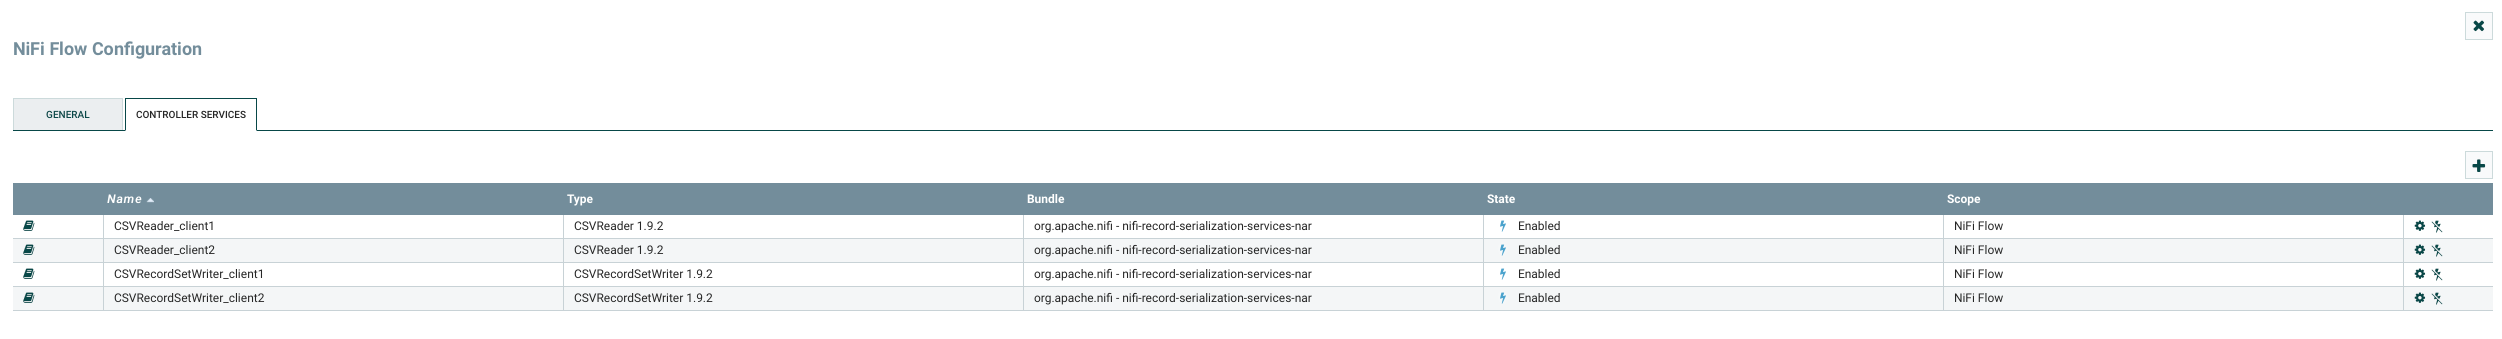 NiFi Flow Configuration
GENERAL CONTROLLER SERVICES
Name Type Bundle State Scope
CSVReader_client1 CSVReader 1.9.2 org.apache.nifi - nifi-record-serialization-services-nar Enabled NiFi Flow
CSVReader_client2 CSVReader 1.9.2 org.apache.nifi - nifi-record-serialization-services-nar Enabled NiFi Flow
CSVRecordSetWriter_client1 CSVRecordSetWriter 1.9.2 org.apache.nifi - nifi-record-serialization-services-nar Enabled NiFi Flow
CSVRecordSetWriter_client2 CSVRecordSetWriter 1.9.2 org.apache.nifi - nifi-record-serialization-services-nar Enabled NiFi Flow